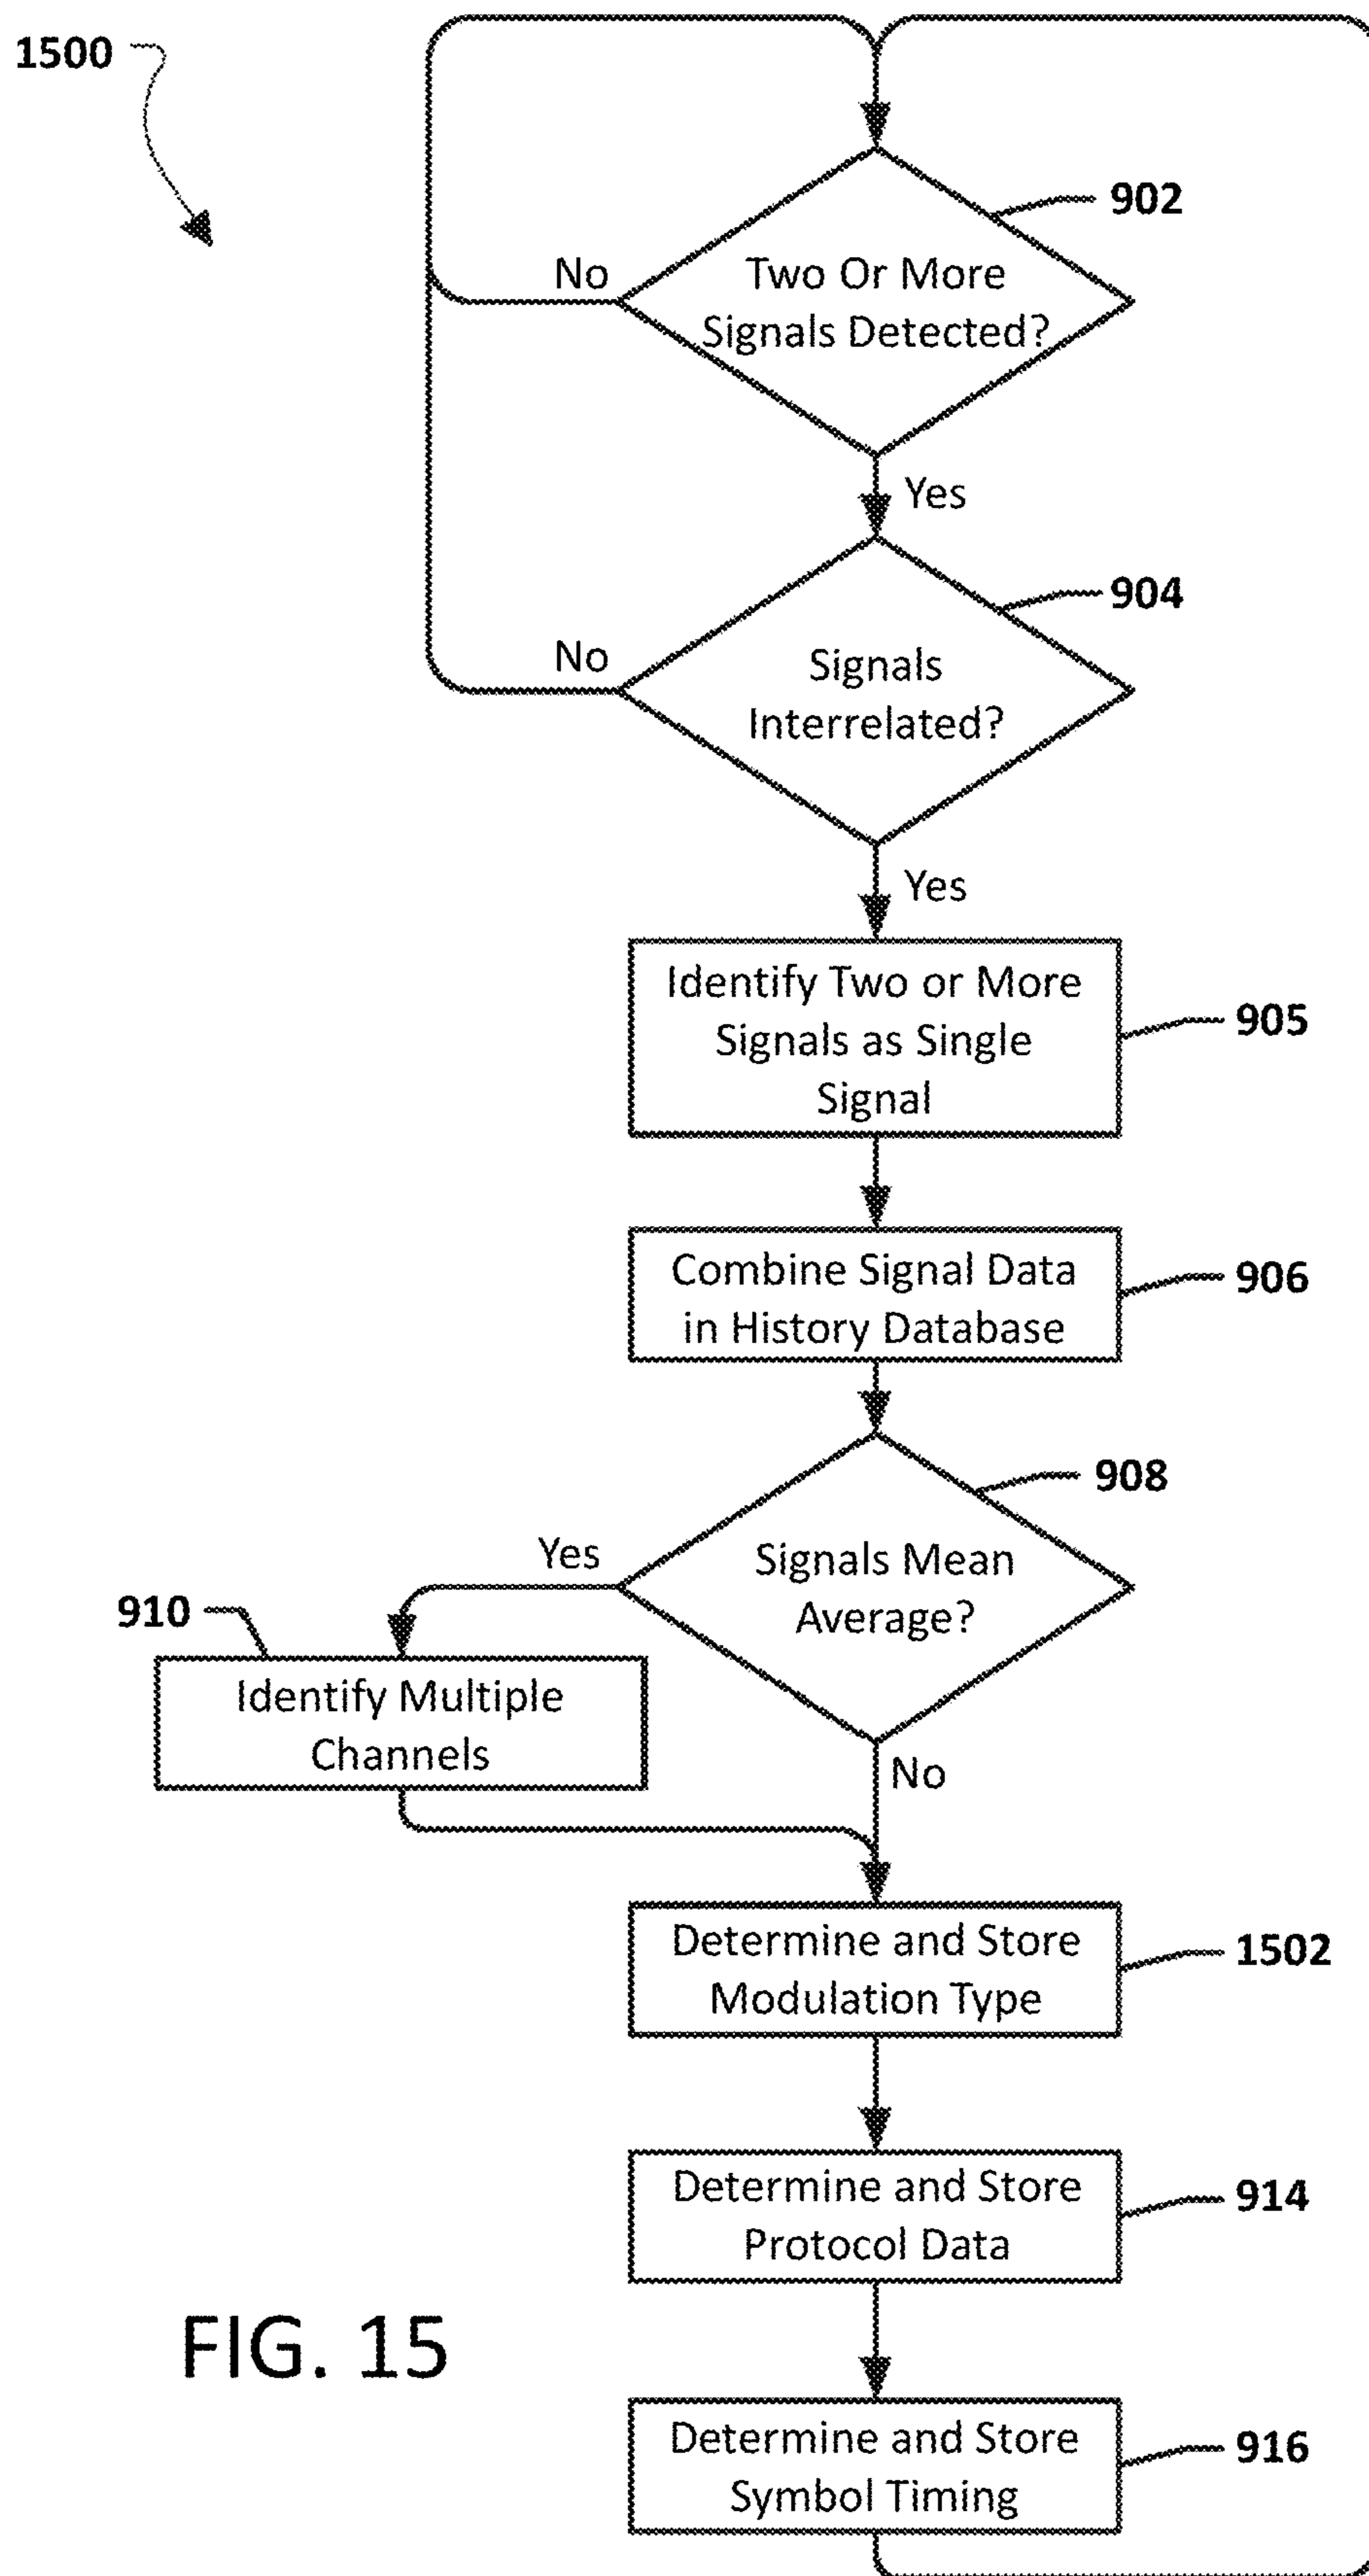 1500
902
No
Two Or More
Signals Detected?
Yes
904
No
Signals
Interrelated?
Yes
Identify Two or More
Signals as Single
Signal
905
Combine Signal Data
in History Database
906
908
Yes
Signals Mean
Average?
910
Identify Multiple
Channels
No
Determine and Store
Modulation Type
1502
Determine and Store
Protocol Data
914
FIG. 15
Determine and Store
Symbol Timing
916